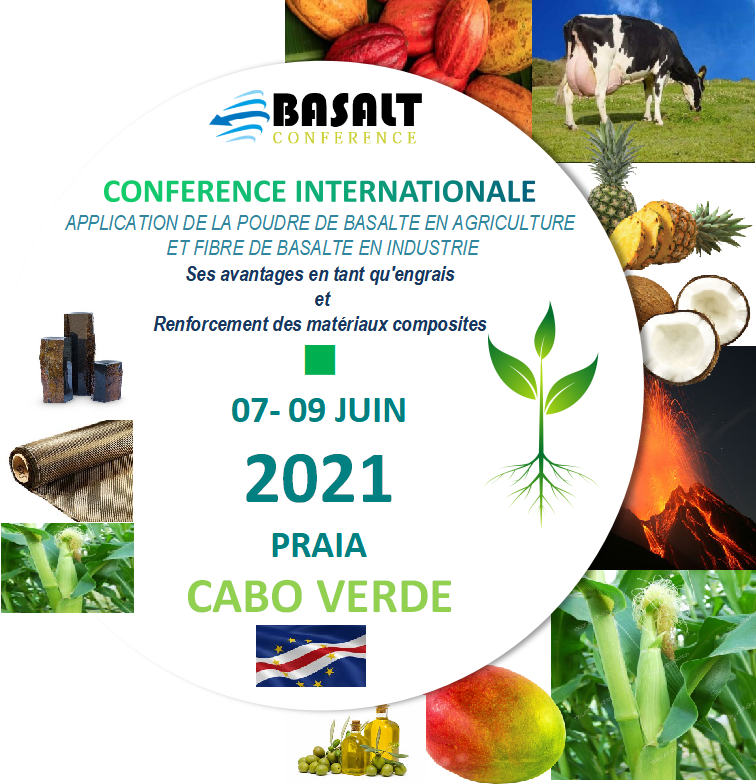 BASALT
CONFERENCE
CONFERENCE INTERNATIONALE
APPLICATION DE LA POUDRE DE BASALTE EN AGRICULTURE
ET FIBRE DE BASALTE EN INDUSTRIE
Ses avantages en tant qu'engrais
et
Renforcement des matériaux composites
07- 09 JUIN
2021
PRAIA
CABO VERDE